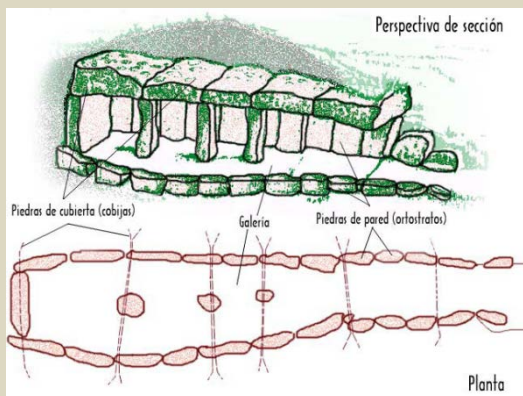 Perspectiva de sección
Piedras de cubierta (cobijas)
Galería
Piedras de pared (ortostratos)
Planta